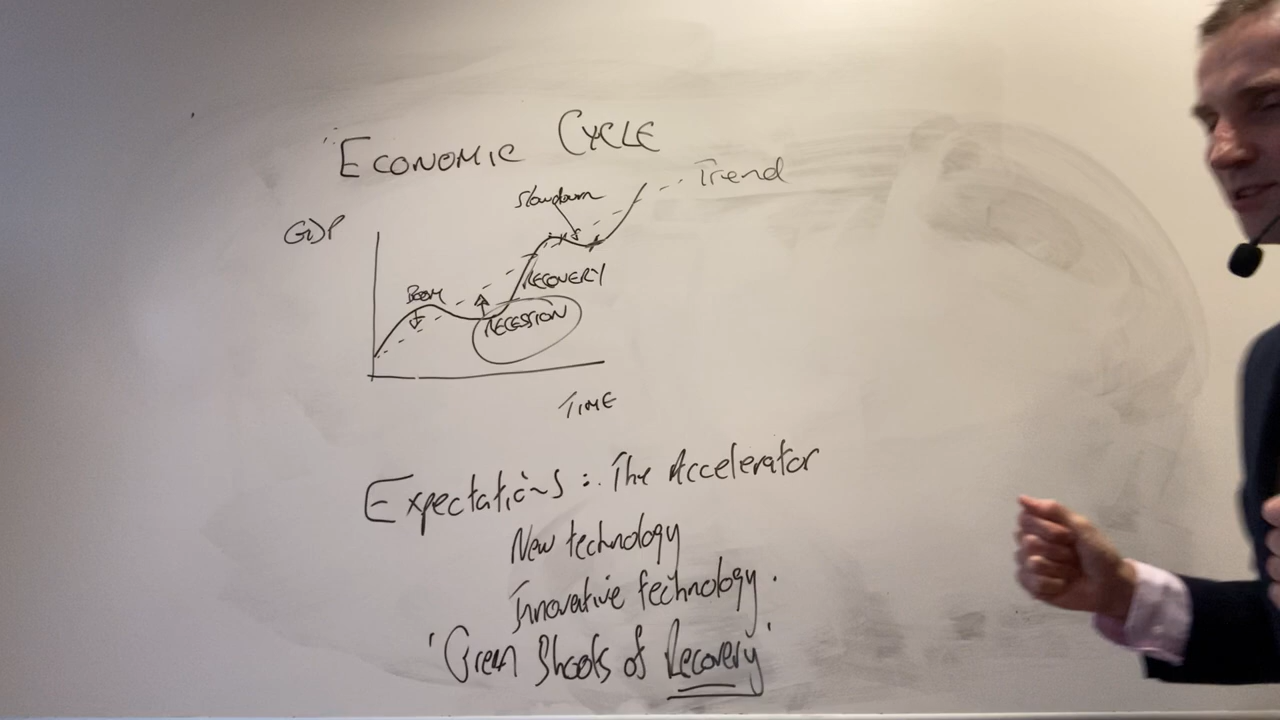 ECONOMIC CYCLE
Trend
Slowdown
GDP
RECOVERY
BOOM
RECESSION
TIME
Expectations : The Accelerator
New technology
Innovative technology.
'Green Shoots of Recovery'